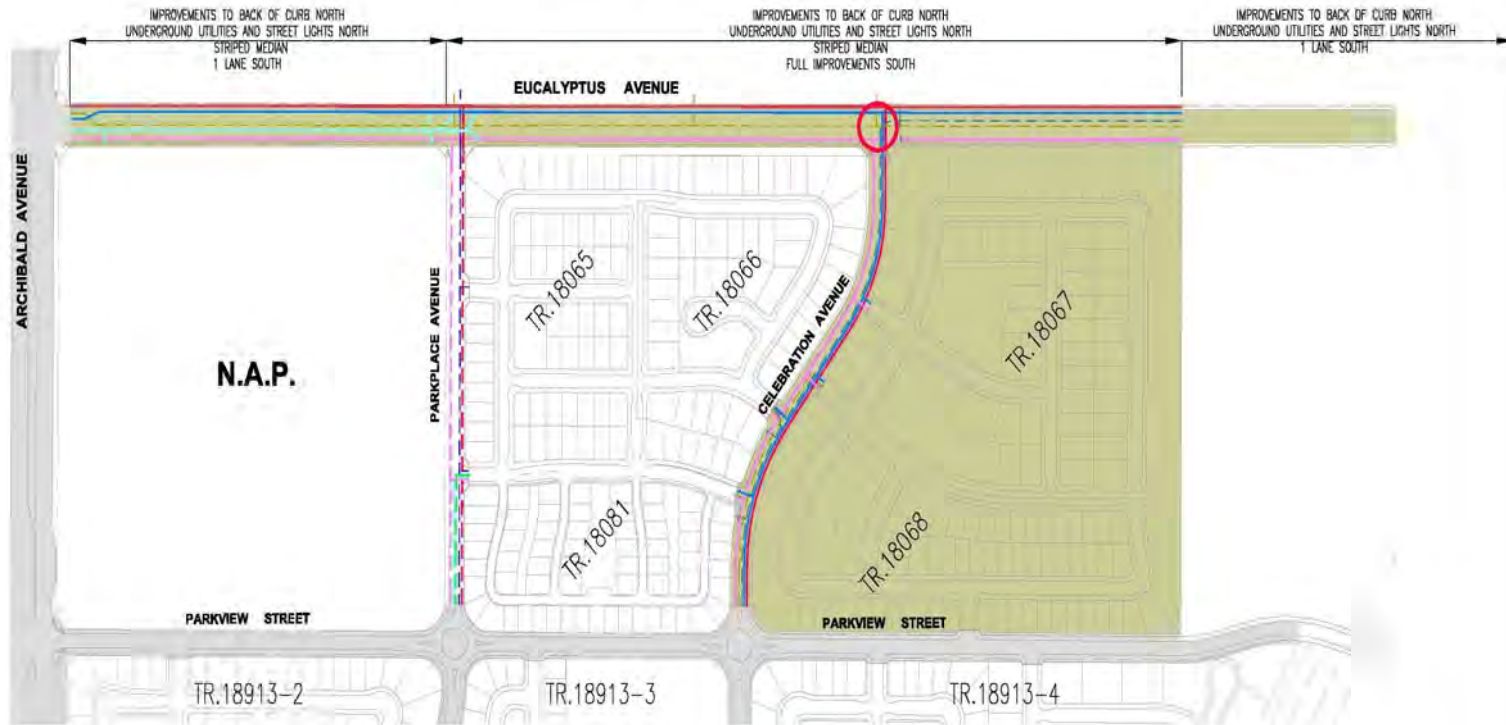 IMPROVEMENTS TO BACK OF CURB NORTH
UNDERGROUND UTILITIES AND STREET LIGHTS NORTH
STRIPED MEDIAN
1 LANE SOUTH
IMPROVEMENTS TO BACK OF CURB NORTH
UNDERGROUND UTILITIES AND STREET LIGHTS NORTH
STRIPED MEDIAN
FULL IMPROVEMENTS SOUTH
IMPROVEMENTS TO BACK OF CURB NORTH
UNDERGROUND UTILITIES AND STREET LIGHTS NORTH
1 LANE SOUTH
EUCALYPTUS AVENUE
ARCHIBALD AVENUE
N.A.P.
PARKPLACE AVENUE
TR.18065
TR.18066
CELEBRATION AVENUE
TR.18067
TR.18081
TR.18068
PARKVIEW STREET
PARKVIEW STREET
TR.18913-2
TR.18913-3
TR.18913-4